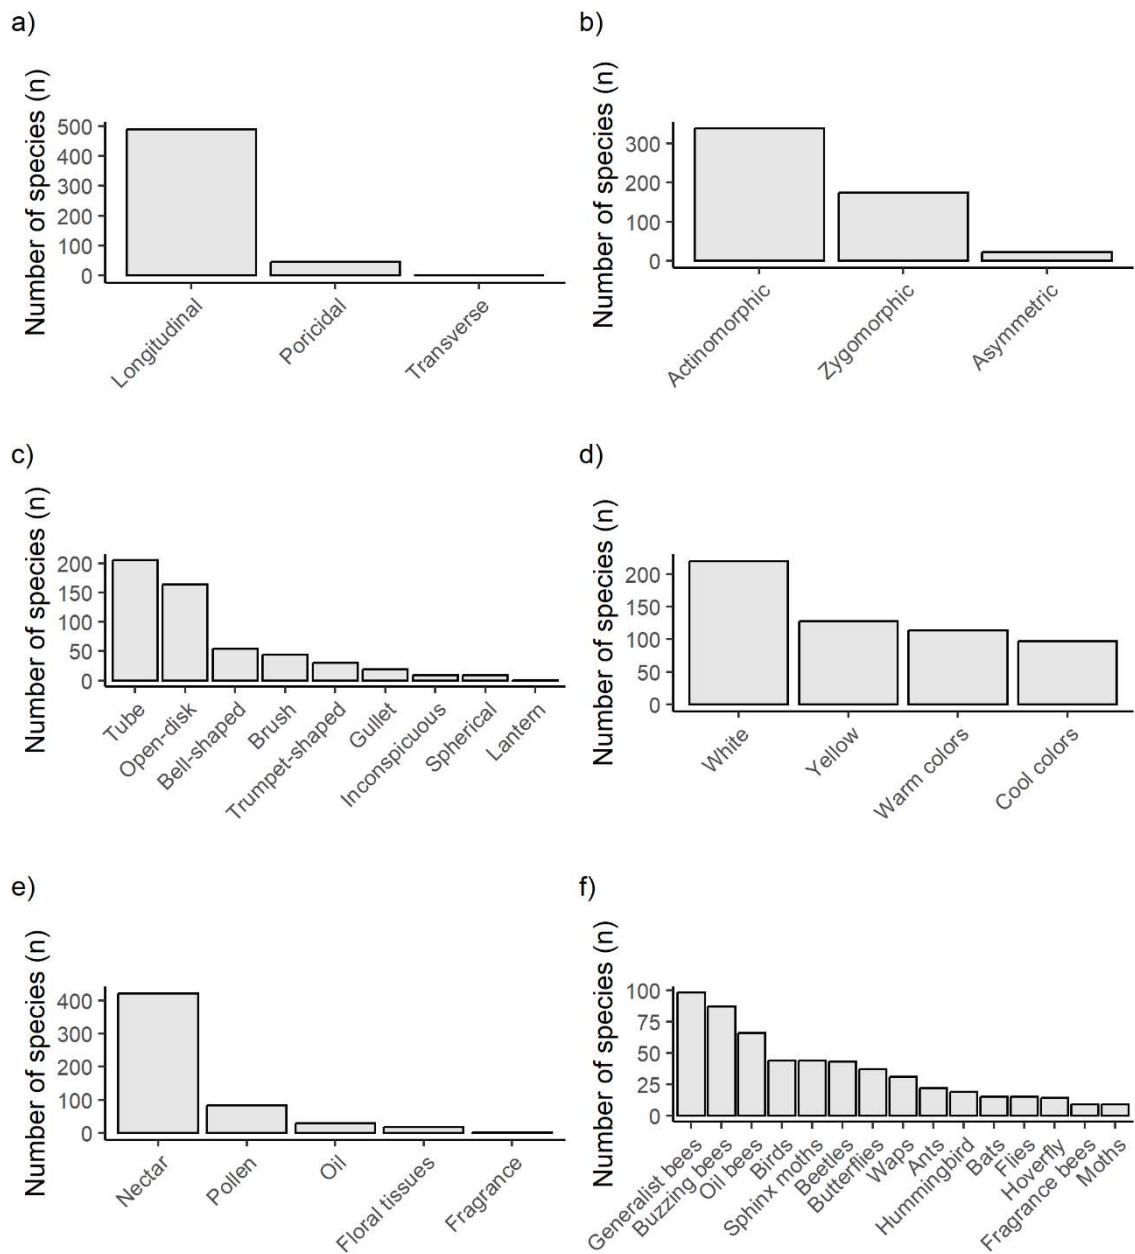 a)
Number of species (n)
500
400
300
200
100
0
Longitudinal
Poricidal
Transverse
b)
Number of species (n)
300
200
100
0
Actinomorphic
Zygomorphic
Asymmetric
c)
Number of species (n)
200
150
100
50
0
Tube
Open-disk
Bell-shaped
Brush
Trumpet-shaped
Gullet
Inconspicuous
Spherical
Lantern
d)
Number of species (n)
200
150
100
50
0
White
Yellow
Warm colors
Cool colors
e)
Number of species (n)
400
300
200
100
0
Nectar
Pollen
Oil
Floral tissues
Fragrance
f)
Number of species (n)
100
75
50
25
0
Generalist bees
Buzzing bees
Oil bees
Birds
Sphinx moths
Beetles
Butterflies
Waps
Ants
Hummingbird
Bats
Flies
Hoverfly
Fragrance bees
Moths